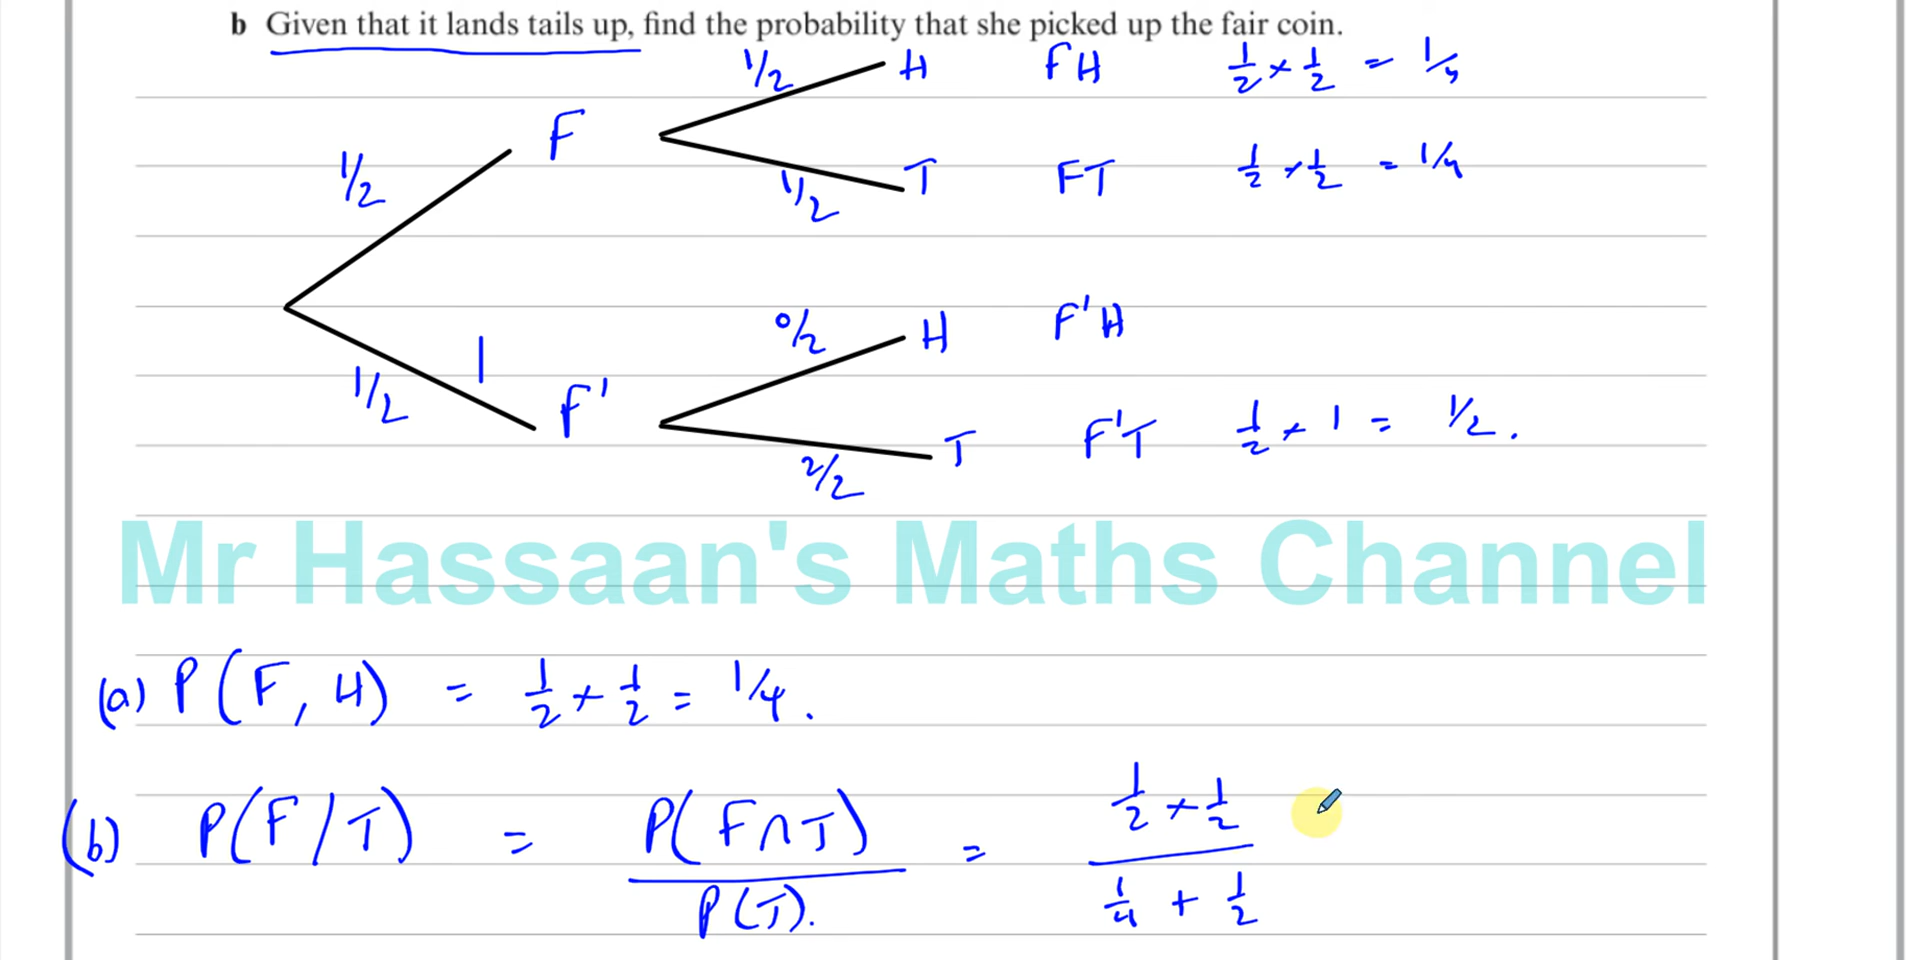 b Given that it lands tails up, find the probability that she picked up the fair coin.
1/2 H FH 1/2 × 1/2 = 1/4
1/2 F
1/2 T FT 1/2 × 1/2 = 1/4
0/2 H F'H
1/2 1 F'
2/2 T F'T 1/2 × 1 = 1/2.
Mr Hassaan's Maths Channel
(a) P(F, H) = 1/2 × 1/2 = 1/4.
(b) P(F/T) = P(F∩T) / P(T). = 1/2 × 1/2 / 1/4 + 1/2